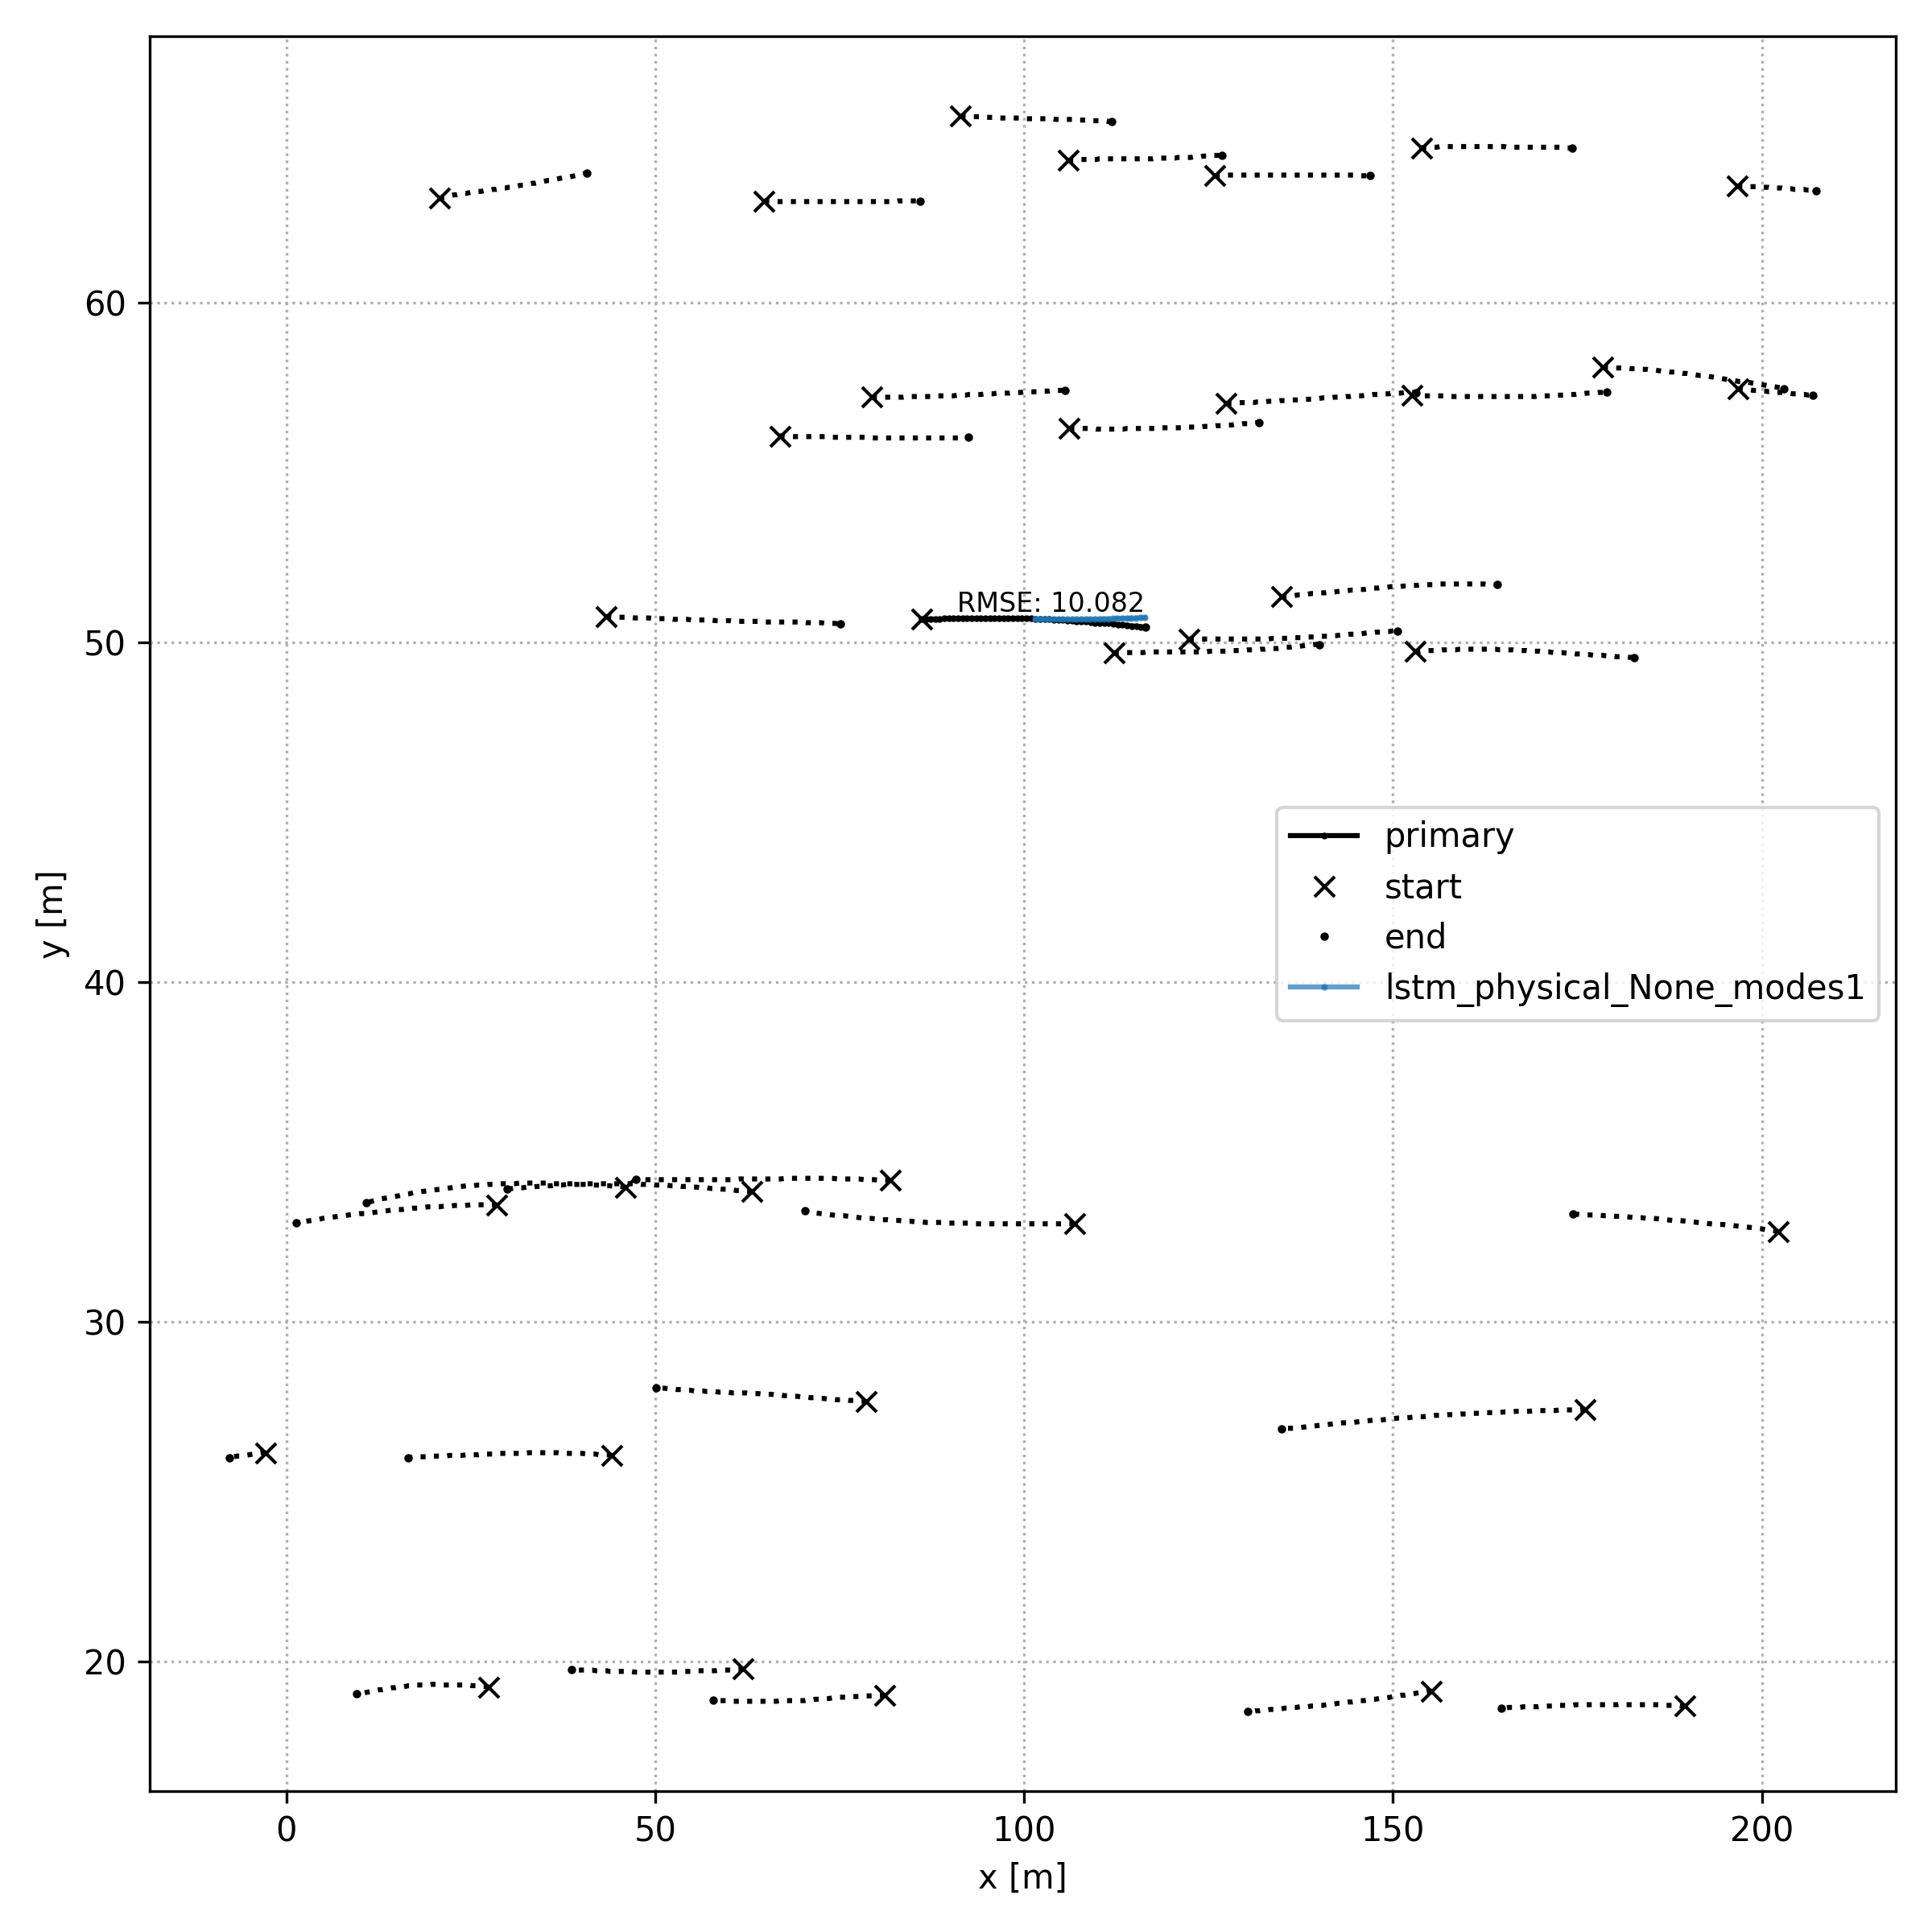 60
50
40
30
20
y [m]
RMSE: 10.082
primary
start
end
lstm_physical_None_modes1
0 50 100 150 200
x [m]